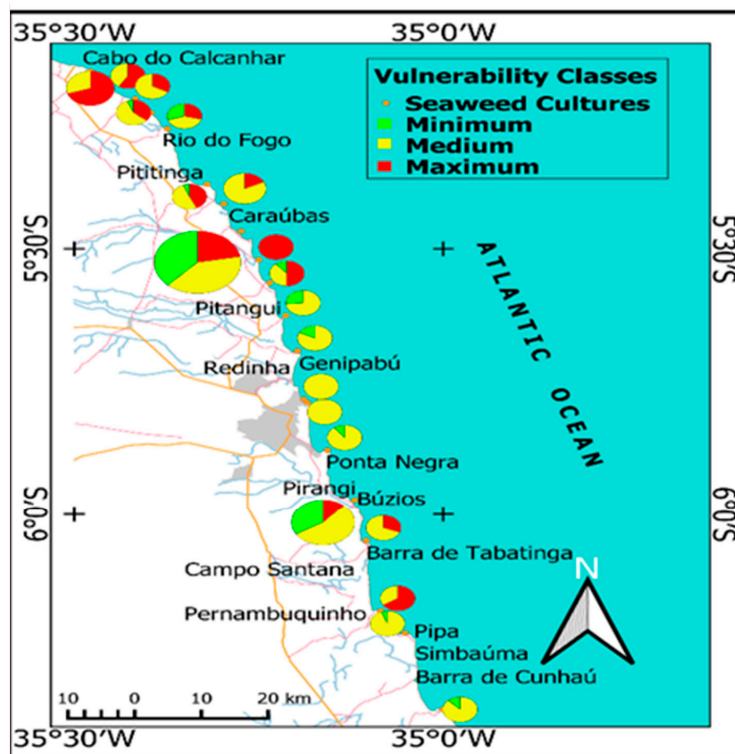 35°30'W 35°00'W
Cabo do Calcanhar
Vulnerability Classes
Seaweed Cultures
Minimum
Medium
Maximum
Rio do Fogo
Pititinga
Caraúbas
5°30'S 5°30'S
ATLANTIC OCEAN
Pitangui
Redinha Genipabú
Ponta Negra
Pirangi
Búzios
6°0'S 6°0'S
Barra de Tabatinga
Campo Santana
N
Pernambuquinho
Pipa
Simbaúma
Barra de Cunhaú
10 0 10 20 km
35°30'W 35°00'W